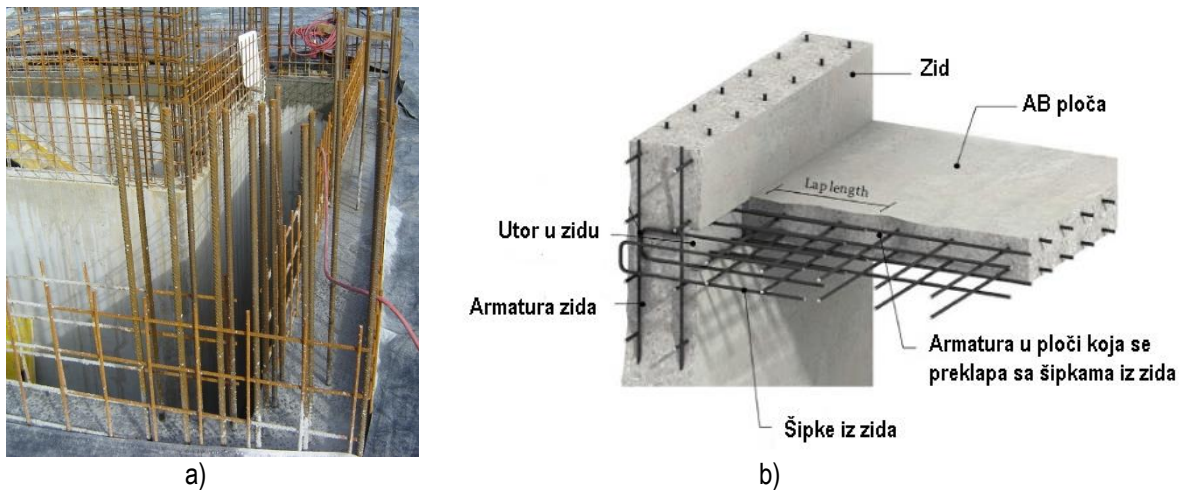 Zid
AB ploča
Lap length
Utor u zidu
Armatura zida
Armatura u ploči koja se
preklapa sa šipkama iz zida
Šipke iz zida
a)
b)